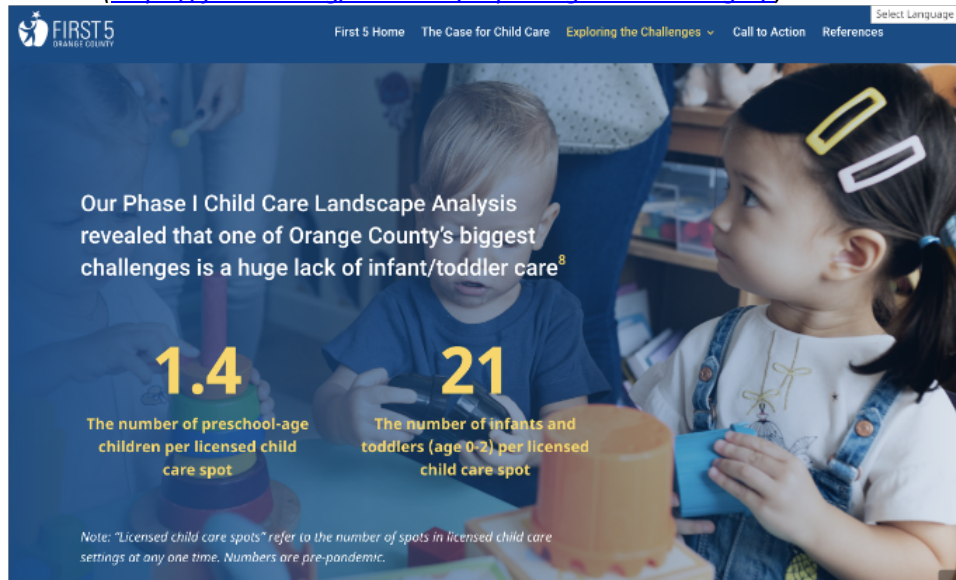 Select Language
FIRST 5
ORANGE COUNTY
First 5 Home The Case for Child Care Exploring the Challenges Call to Action References
Our Phase I Child Care Landscape Analysis
revealed that one of Orange County's biggest
challenges is a huge lack of infant/toddler care8
1.4
The number of preschool-age
children per licensed child
care spot
21
The number of infants and
toddlers (age 0-2) per licensed
child care spot
Note: "Licensed child care spots" refer to the number of spots in licensed child care
settings at any one time. Numbers are pre-pandemic.